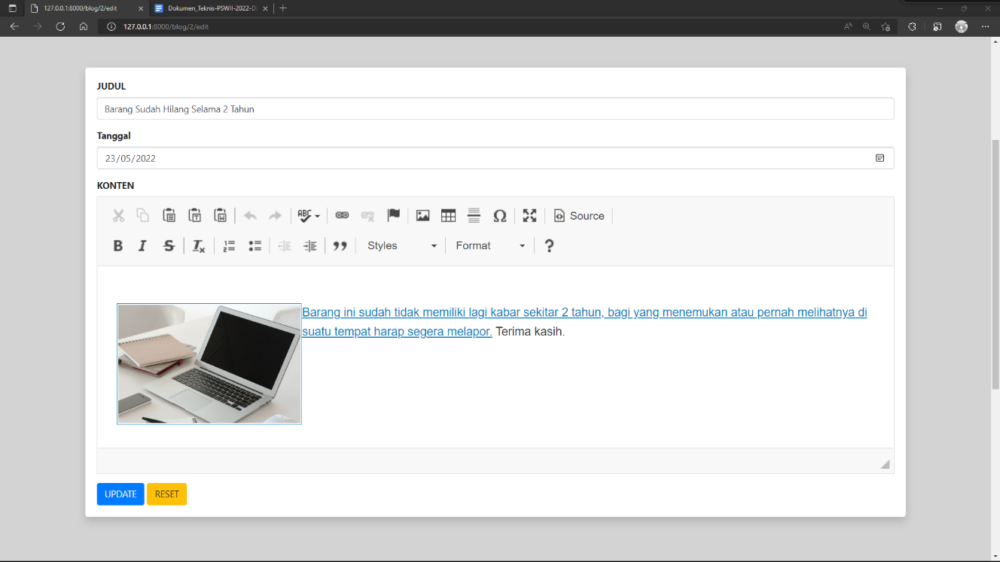 127.0.0.1:8000/blog/2/edit
Dokumen_Teknis-PSWII-2022-D
127.0.0.1:8000/blog/2/edit
JUDUL
Barang Sudah Hilang Selama 2 Tahun
Tanggal
23/05/2022
KONTEN
ABC
Source
B I S Tx
Styles
Format
?
Barang ini sudah tidak memiliki lagi kabar sekitar 2 tahun, bagi yang menemukan atau pernah melihatnya di
suatu tempat harap segera melapor. Terima kasih.
UPDATE
RESET